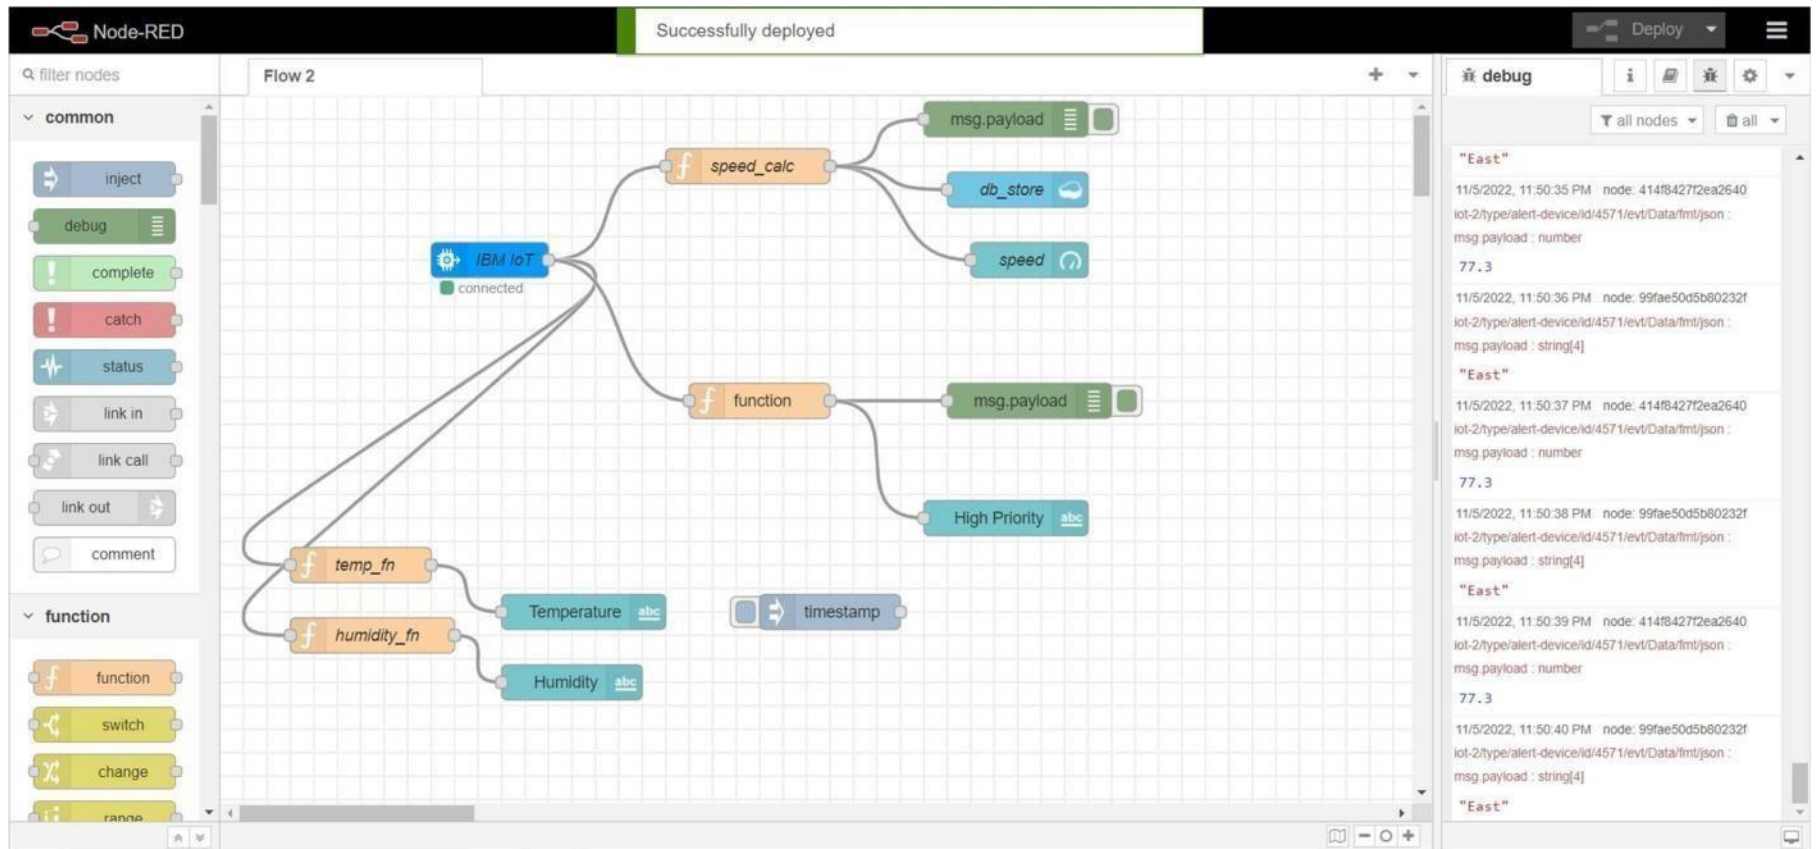 Node-RED
Successfully deployed
Deploy
filter nodes
Flow 2
debug
i
all nodes
all
common
inject
debug
complete
catch
status
link in
link call
link out
comment
function
function
switch
change
range
IBM IoT
connected
speed_calc
msg.payload
db_store
speed
function
msg.payload
High Priority
abc
temp_fn
Temperature
abc
timestamp
humidity_fn
Humidity
abc
"East"
11/5/2022, 11:50:35 PM node: 414f8427f2ea2640
iot-2/type/alert-device/id/4571/evt/Data/fmt/json :
msg.payload : number
77.3
11/5/2022, 11:50:36 PM node: 99fae50d5b80232f
iot-2/type/alert-device/id/4571/evt/Data/fmt/json :
msg.payload : string[4]
"East"
11/5/2022, 11:50:37 PM node: 414f8427f2ea2640
iot-2/type/alert-device/id/4571/evt/Data/fmt/json :
msg.payload : number
77.3
11/5/2022, 11:50:38 PM node: 99fae50d5b80232f
iot-2/type/alert-device/id/4571/evt/Data/fmt/json :
msg.payload : string[4]
"East"
11/5/2022, 11:50:39 PM node: 414f8427f2ea2640
iot-2/type/alert-device/id/4571/evt/Data/fmt/json :
msg.payload : number
77.3
11/5/2022, 11:50:40 PM node: 99fae50d5b80232f
iot-2/type/alert-device/id/4571/evt/Data/fmt/json :
msg.payload : string[4]
"East"